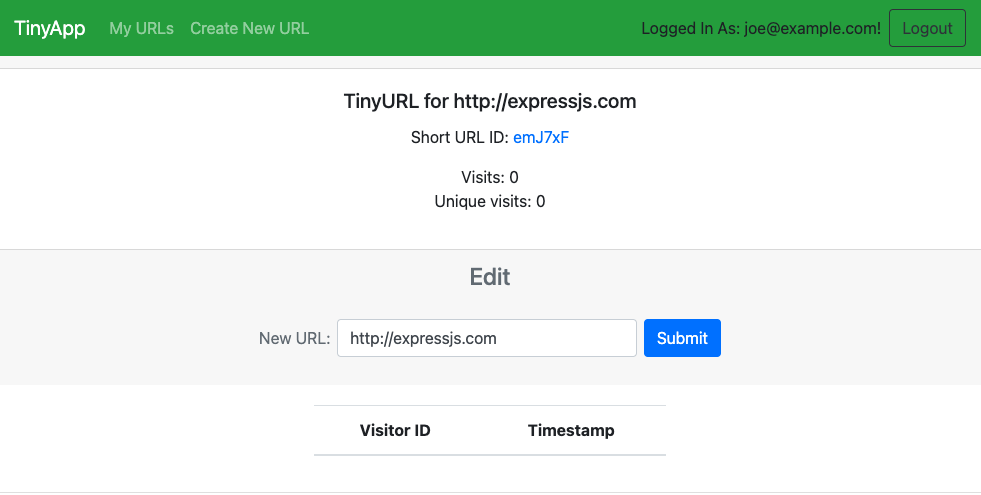 TinyApp My URLs Create New URL Logged In As: joe@example.com! Logout
TinyURL for http://expressjs.com
Short URL ID: emJ7xF
Visits: 0
Unique visits: 0
Edit
New URL: http://expressjs.com Submit
Visitor ID Timestamp